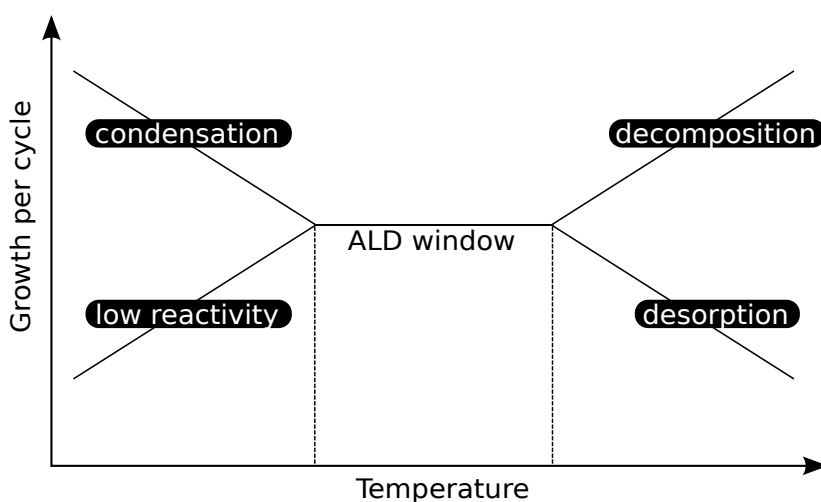 Growth per cycle
condensation
decomposition
ALD window
low reactivity
desorption
Temperature